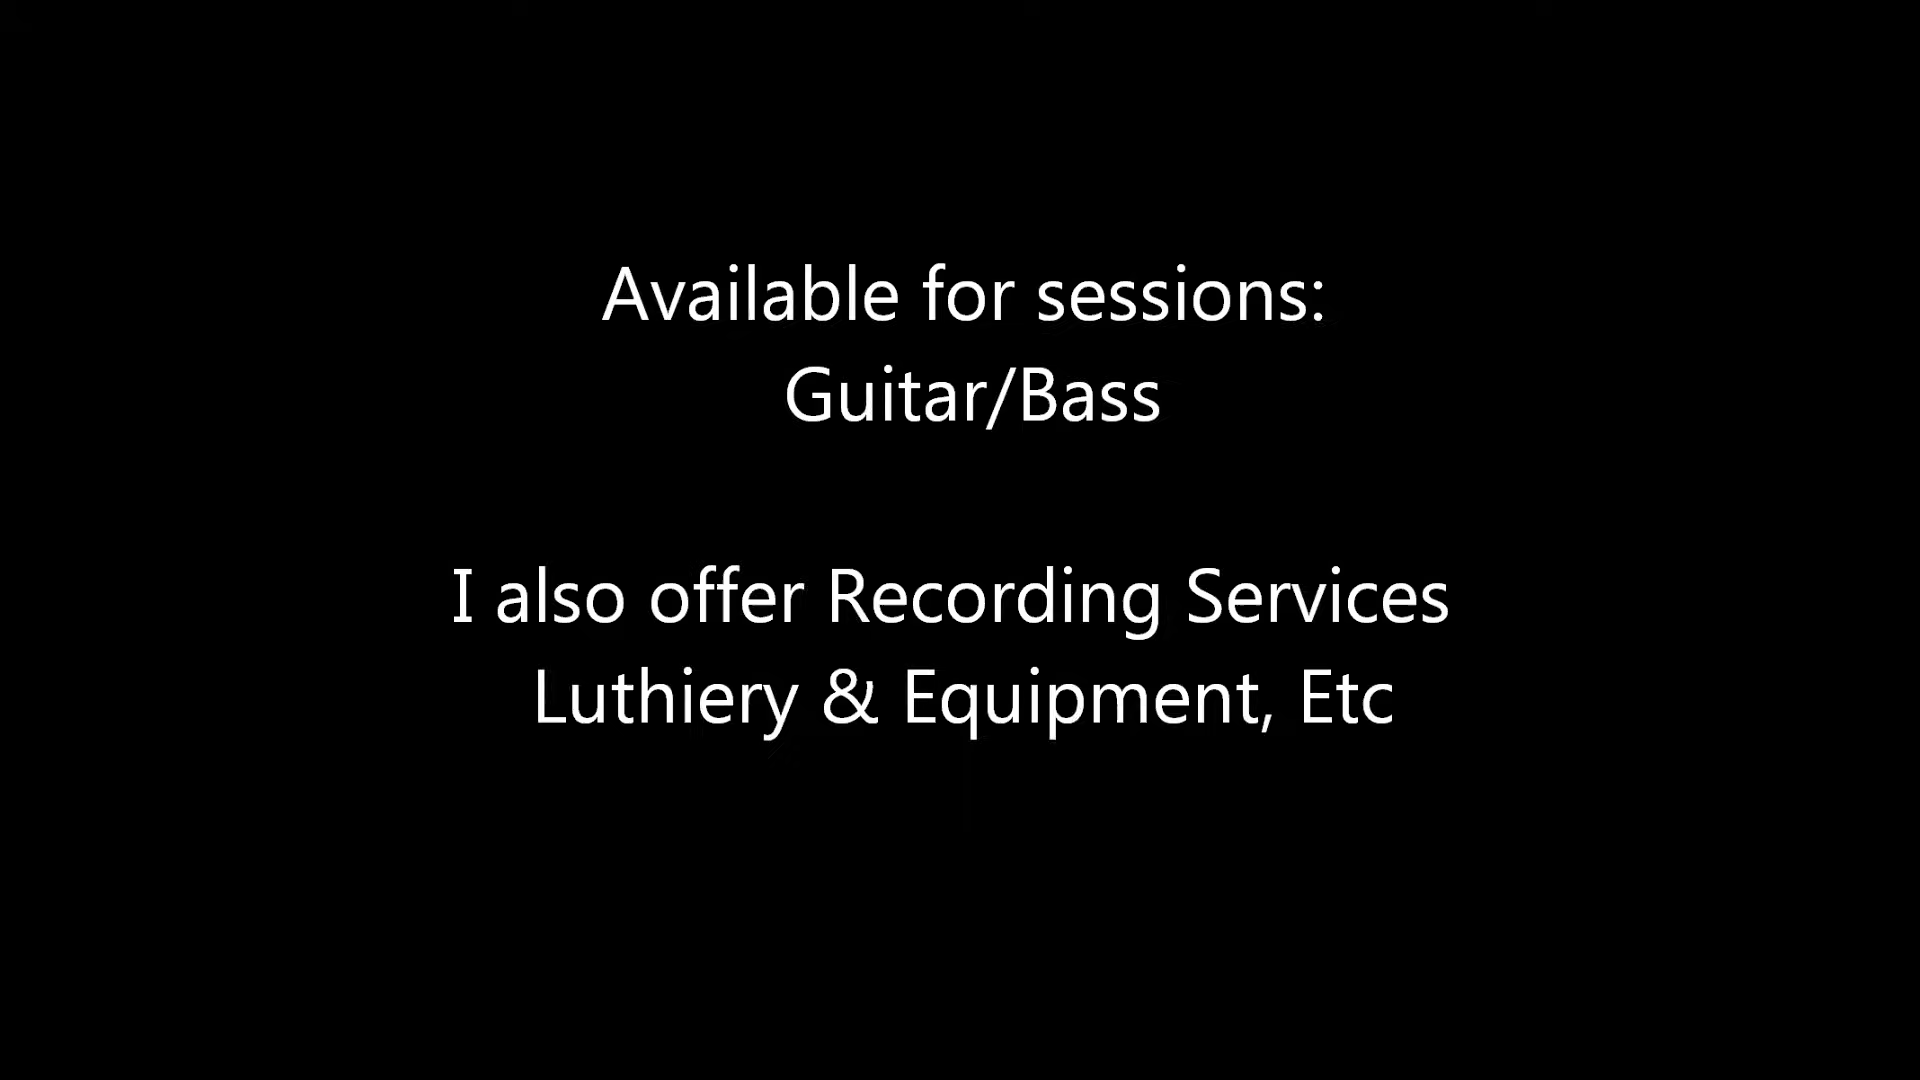 Available for sessions:
Guitar/Bass
I also offer Recording Services
Luthiery & Equipment, Etc